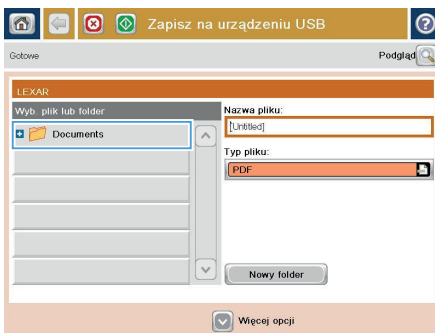 Zapisz na urządzeniu USB
Gotowe
Podgląd
LEXAR
Wyb. plik lub folder
Nazwa pliku:
Documents
[Untitled]
Typ pliku:
PDF
Nowy folder
Więcej opcji